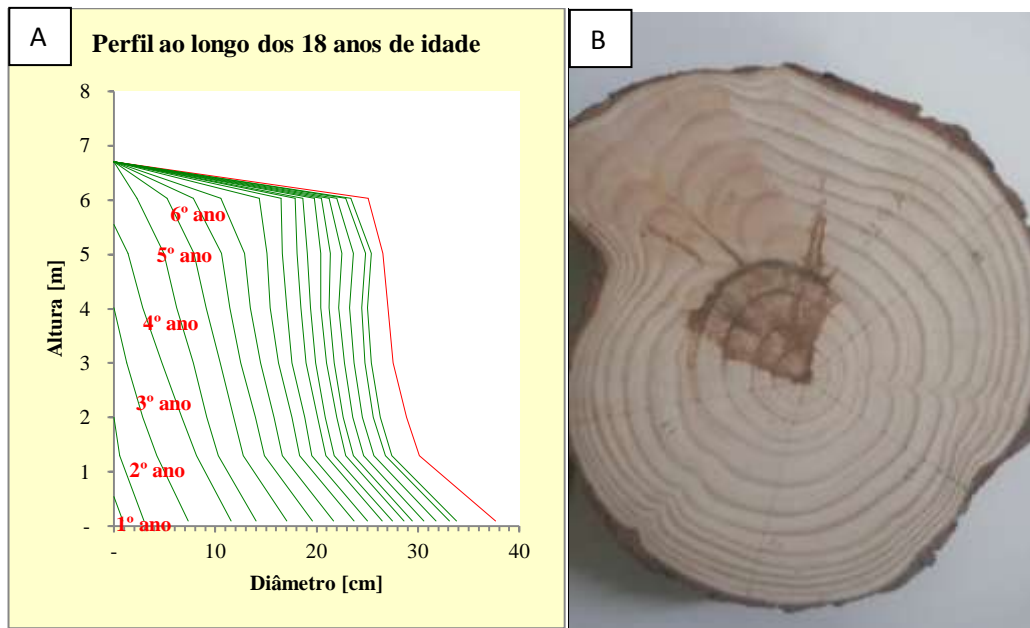 A
Perfil ao longo dos 18 anos de idade
8
7
6
5
4
3
2
1
-
Altura [m]
6º ano
5º ano
4º ano
3º ano
2º ano
1º ano
- 10 20 30 40
Diâmetro [cm]
B